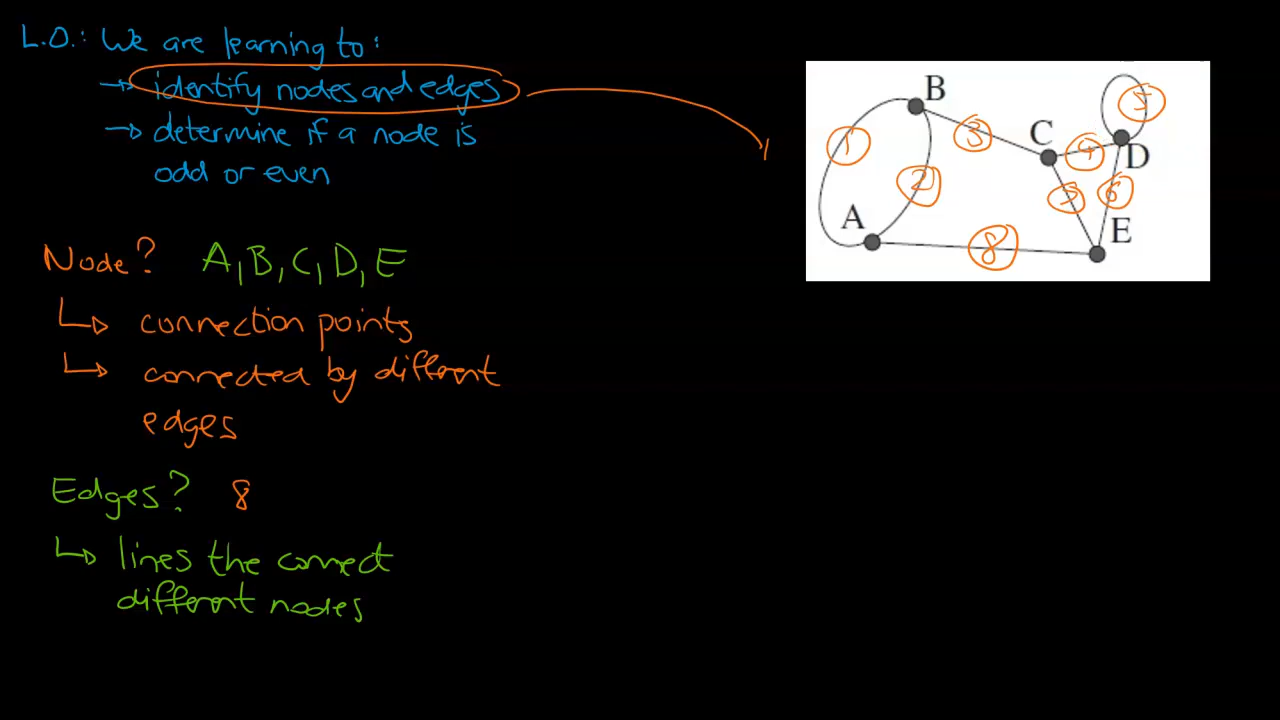 L.O.: We are learning to:
→ identify nodes and edges
→ determine if a node is
odd or even
Node? A, B, C, D, E
↳ connection points
↳ connected by different
edges
Edges? 8
↳ lines the connect
different nodes
B
5
1
3
C
4
D
2
5
6
A
E
8